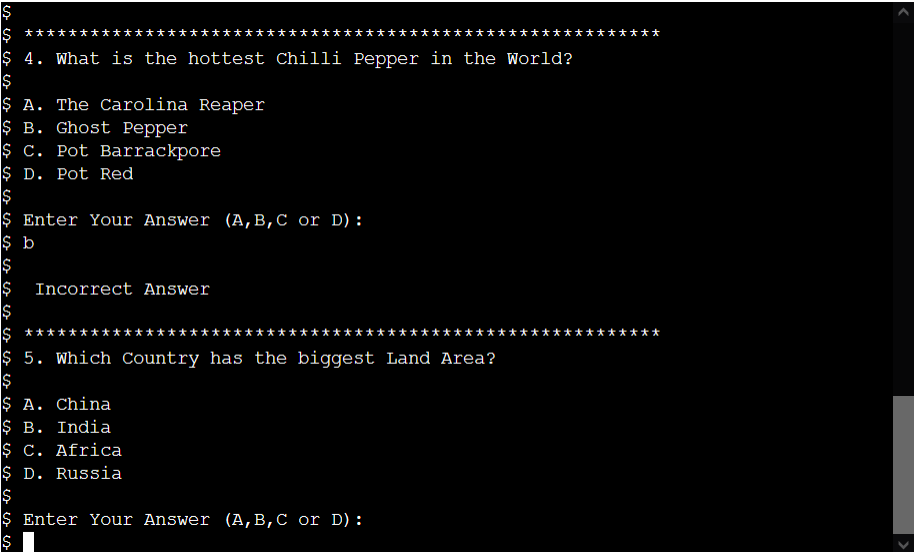 $
$ **********************************************************
$ 4. What is the hottest Chilli Pepper in the World?
$
$ A. The Carolina Reaper
$ B. Ghost Pepper
$ C. Pot Barrackpore
$ D. Pot Red
$
$ Enter Your Answer (A,B,C or D):
$ b
$
$  Incorrect Answer
$
$ **********************************************************
$ 5. Which Country has the biggest Land Area?
$
$ A. China
$ B. India
$ C. Africa
$ D. Russia
$
$ Enter Your Answer (A,B,C or D):
$